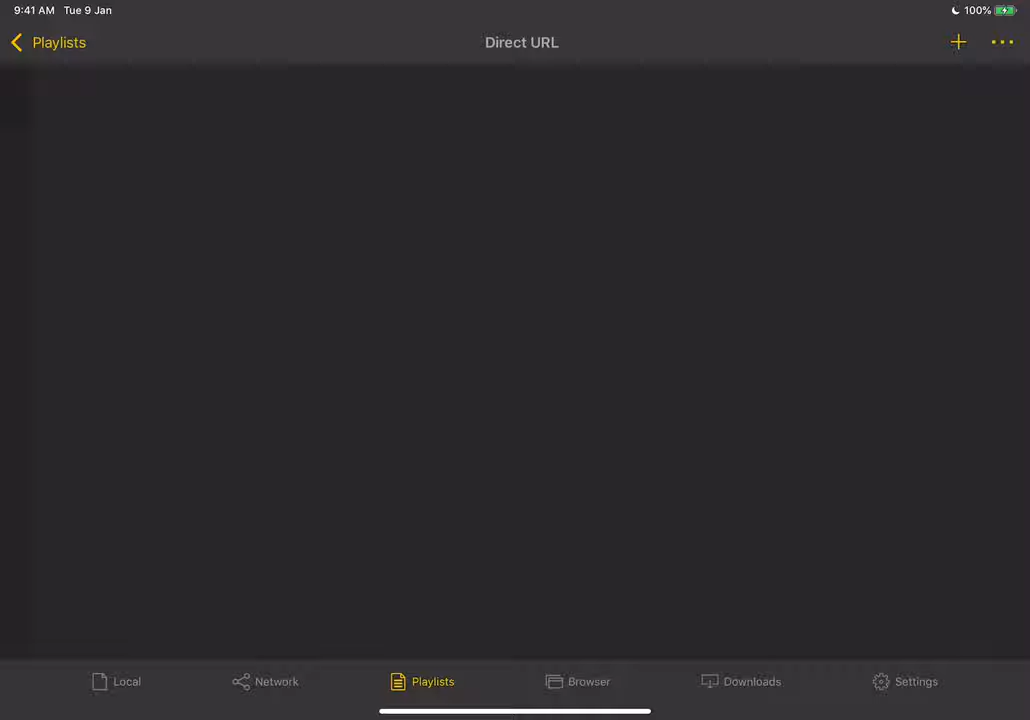 9:41 AM Tue 9 Jan 100%
Playlists Direct URL
Local Network Playlists Browser Downloads Settings